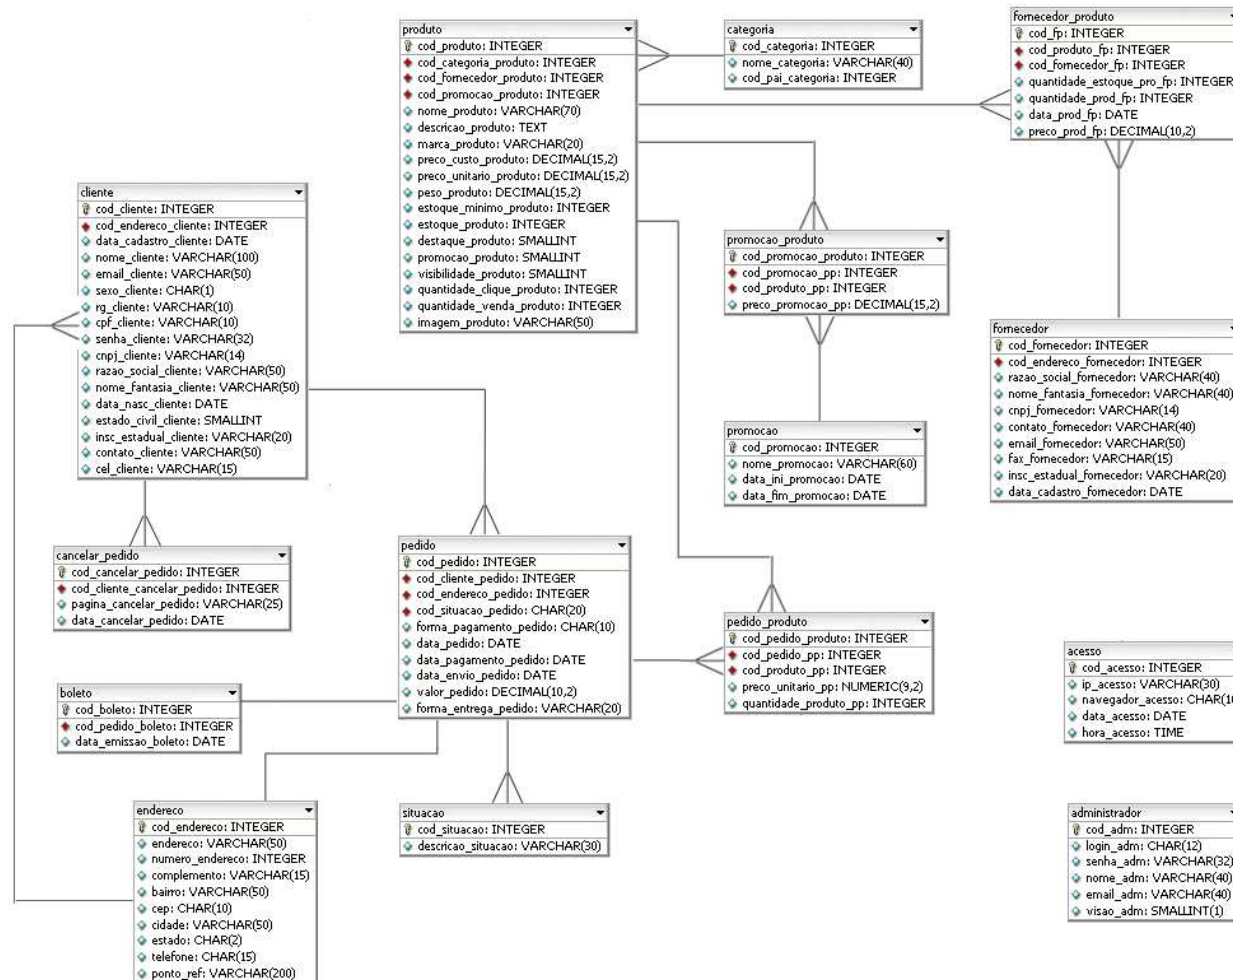 produto
cod_produto: INTEGER
cod_categoria_produto: INTEGER
cod_fornecedor_produto: INTEGER
cod_promocao_produto: INTEGER
nome_produto: VARCHAR(70)
descricao_produto: TEXT
marca_produto: VARCHAR(20)
preco_custo_produto: DECIMAL(15,2)
preco_unitario_produto: DECIMAL(15,2)
peso_produto: DECIMAL(15,2)
estoque_minimo_produto: INTEGER
estoque_produto: INTEGER
destaque_produto: SMALLINT
promocao_produto: SMALLINT
visibilidade_produto: SMALLINT
quantidade_clique_produto: INTEGER
quantidade_venda_produto: INTEGER
imagem_produto: VARCHAR(50)
categoria
cod_categoria: INTEGER
nome_categoria: VARCHAR(40)
cod_pai_categoria: INTEGER
fornecedor_produto
cod_fp: INTEGER
cod_produto_fp: INTEGER
cod_fornecedor_fp: INTEGER
quantidade_estoque_pro_fp: INTEGER
quantidade_prod_fp: INTEGER
data_prod_fp: DATE
preco_prod_fp: DECIMAL(10,2)
cliente
cod_cliente: INTEGER
cod_endereco_cliente: INTEGER
data_cadastro_cliente: DATE
nome_cliente: VARCHAR(100)
email_cliente: VARCHAR(50)
sexo_cliente: CHAR(1)
rg_cliente: VARCHAR(10)
cpf_cliente: VARCHAR(10)
senha_cliente: VARCHAR(32)
cnpj_cliente: VARCHAR(14)
razao_social_cliente: VARCHAR(50)
nome_fantasia_cliente: VARCHAR(50)
data_nasc_cliente: DATE
estado_civil_cliente: SMALLINT
insc_estadual_cliente: VARCHAR(20)
contato_cliente: VARCHAR(50)
cel_cliente: VARCHAR(15)
promocao_produto
cod_promocao_produto: INTEGER
cod_promocao_pp: INTEGER
cod_produto_pp: INTEGER
preco_promocao_pp: DECIMAL(15,2)
fornecedor
cod_fornecedor: INTEGER
cod_endereco_fornecedor: INTEGER
razao_social_fornecedor: VARCHAR(40)
nome_fantasia_fornecedor: VARCHAR(40)
cnpj_fornecedor: VARCHAR(14)
contato_fornecedor: VARCHAR(40)
email_fornecedor: VARCHAR(50)
fax_fornecedor: VARCHAR(15)
insc_estadual_fornecedor: VARCHAR(20)
data_cadastro_fornecedor: DATE
promocao
cod_promocao: INTEGER
nome_promocao: VARCHAR(60)
data_ini_promocao: DATE
data_fim_promocao: DATE
cancelar_pedido
cod_cancelar_pedido: INTEGER
cod_cliente_cancelar_pedido: INTEGER
pagina_cancelar_pedido: VARCHAR(25)
data_cancelar_pedido: DATE
pedido
cod_pedido: INTEGER
cod_cliente_pedido: INTEGER
cod_endereco_pedido: INTEGER
cod_situacao_pedido: CHAR(20)
forma_pagamento_pedido: CHAR(10)
data_pedido: DATE
data_pagamento_pedido: DATE
data_envio_pedido: DATE
valor_pedido: DECIMAL(10,2)
forma_entrega_pedido: VARCHAR(20)
pedido_produto
cod_pedido_produto: INTEGER
cod_pedido_pp: INTEGER
cod_produto_pp: INTEGER
preco_unitario_pp: NUMERIC(9,2)
quantidade_produto_pp: INTEGER
acesso
cod_acesso: INTEGER
ip_acesso: VARCHAR(30)
navegador_acesso:
data_acesso: DATE
hora_acesso: TIME
boleto
cod_boleto: INTEGER
cod_pedido_boleto: INTEGER
data_emissao_boleto: DATE
endereco
cod_endereco: INTEGER
endereco: VARCHAR(50)
numero_endereco: INTEGER
complemento: VARCHAR(15)
bairro: VARCHAR(50)
cep: CHAR(10)
cidade: VARCHAR(50)
estado: CHAR(2)
telefone: CHAR(15)
ponto_ref: VARCHAR(200)
situacao
cod_situacao: INTEGER
descricao_situacao: VARCHAR(30)
administrador
cod_adm: INTEGER
login_adm: CHAR(12)
senha_adm: VARCHAR(32)
nome_adm: VARCHAR(40)
email_adm: VARCHAR(40)
visao_adm: SMALLINT(1)